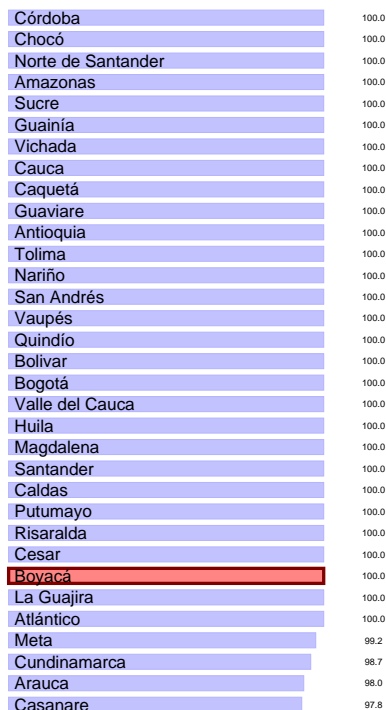 Córdoba 100.0
Chocó 100.0
Norte de Santander 100.0
Amazonas 100.0
Sucre 100.0
Guainía 100.0
Vichada 100.0
Cauca 100.0
Caquetá 100.0
Guaviare 100.0
Antioquia 100.0
Tolima 100.0
Nariño 100.0
San Andrés 100.0
Vaupés 100.0
Quindío 100.0
Bolivar 100.0
Bogotá 100.0
Valle del Cauca 100.0
Huila 100.0
Magdalena 100.0
Santander 100.0
Caldas 100.0
Putumayo 100.0
Risaralda 100.0
Cesar 100.0
Boyacá 100.0
La Guajira 100.0
Atlántico 100.0
Meta 99.2
Cundinamarca 98.7
Arauca 98.0
Casanare 97.8